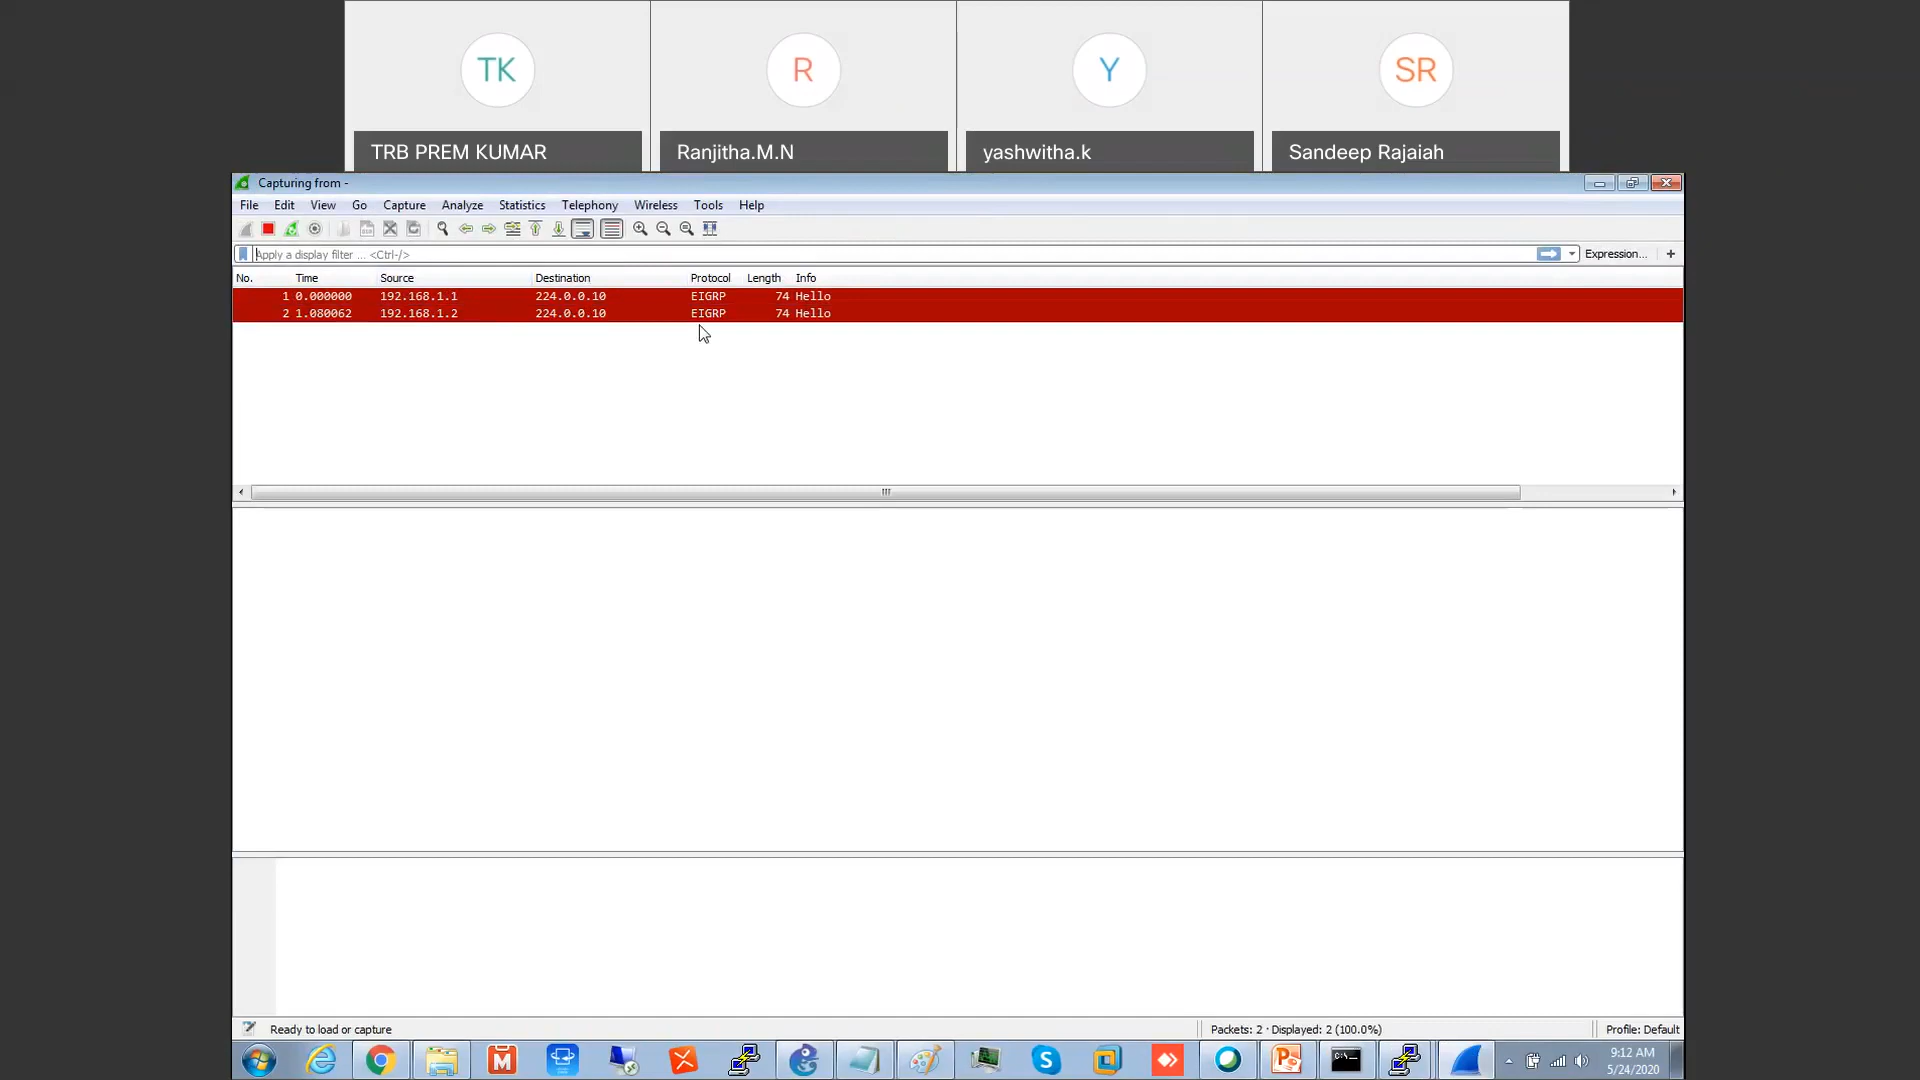 TK
R
Y
SR
TRB PREM KUMAR
Ranjitha.M.N
yashwitha.k
Sandeep Rajaiah
Capturing from -
File Edit View Go Capture Analyze Statistics Telephony Wireless Tools Help
Apply a display filter ... <Ctrl-/>
Expression...
+
No. Time Source Destination Protocol Length Info
1 0.000000 192.168.1.1 224.0.0.10 EIGRP 74 Hello
2 1.080062 192.168.1.2 224.0.0.10 EIGRP 74 Hello
Ready to load or capture
Packets: 2 · Displayed: 2 (100.0%)
Profile: Default
9:12 AM
5/24/2020